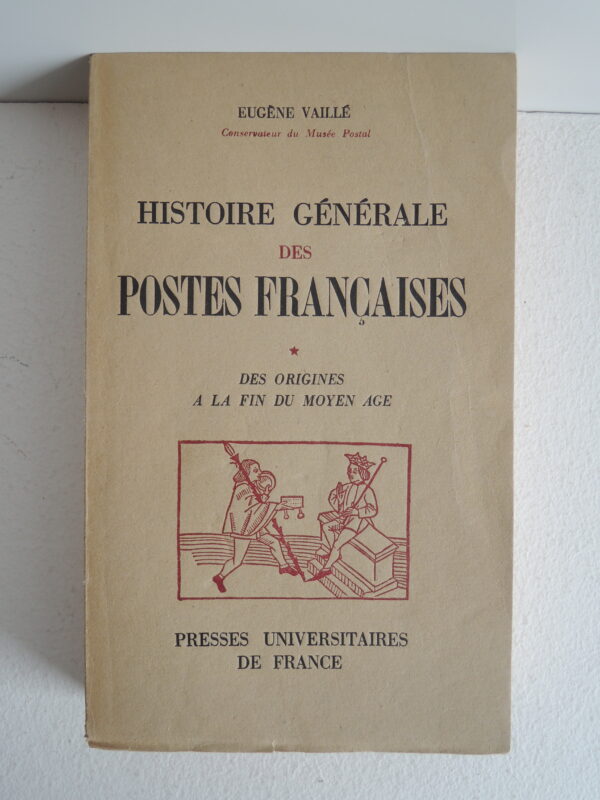 EUGÈNE VAILLÉ
Conservateur du Musée Postal
HISTOIRE GÉNÉRALE
DES
POSTES FRANÇAISES
*
DES ORIGINES
A LA FIN DU MOYEN AGE
PRESSES UNIVERSITAIRES
DE FRANCE